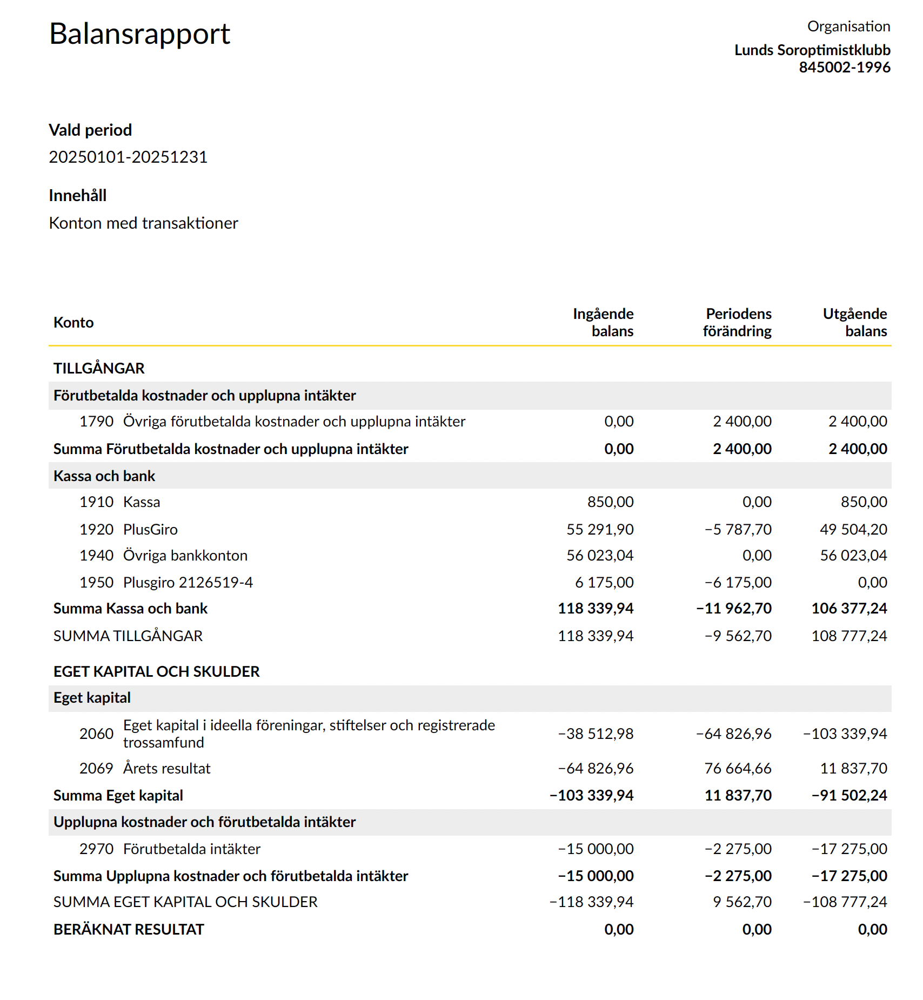 Balansrapport
Organisation
Lunds Soroptimistklubb
845002-1996
Vald period
20250101-20251231
Innehåll
Konton med transaktioner
Konto Ingående balans Periodens förändring Utgående balans
TILLGÅNGAR
Förutbetalda kostnader och upplupna intäkter
1790 Övriga förutbetalda kostnader och upplupna intäkter 0,00 2 400,00 2 400,00
Summa Förutbetalda kostnader och upplupna intäkter 0,00 2 400,00 2 400,00
Kassa och bank
1910 Kassa 850,00 0,00 850,00
1920 PlusGiro 55 291,90 −5 787,70 49 504,20
1940 Övriga bankkonton 56 023,04 0,00 56 023,04
1950 Plusgiro 2126519-4 6 175,00 −6 175,00 0,00
Summa Kassa och bank 118 339,94 −11 962,70 106 377,24
SUMMA TILLGÅNGAR 118 339,94 −9 562,70 108 777,24
EGET KAPITAL OCH SKULDER
Eget kapital
2060 Eget kapital i ideella föreningar, stiftelser och registrerade trossamfund −38 512,98 −64 826,96 −103 339,94
2069 Årets resultat −64 826,96 76 664,66 11 837,70
Summa Eget kapital −103 339,94 11 837,70 −91 502,24
Upplupna kostnader och förutbetalda intäkter
2970 Förutbetalda intäkter −15 000,00 −2 275,00 −17 275,00
Summa Upplupna kostnader och förutbetalda intäkter −15 000,00 −2 275,00 −17 275,00
SUMMA EGET KAPITAL OCH SKULDER −118 339,94 9 562,70 −108 777,24
BERÄKNAT RESULTAT 0,00 0,00 0,00